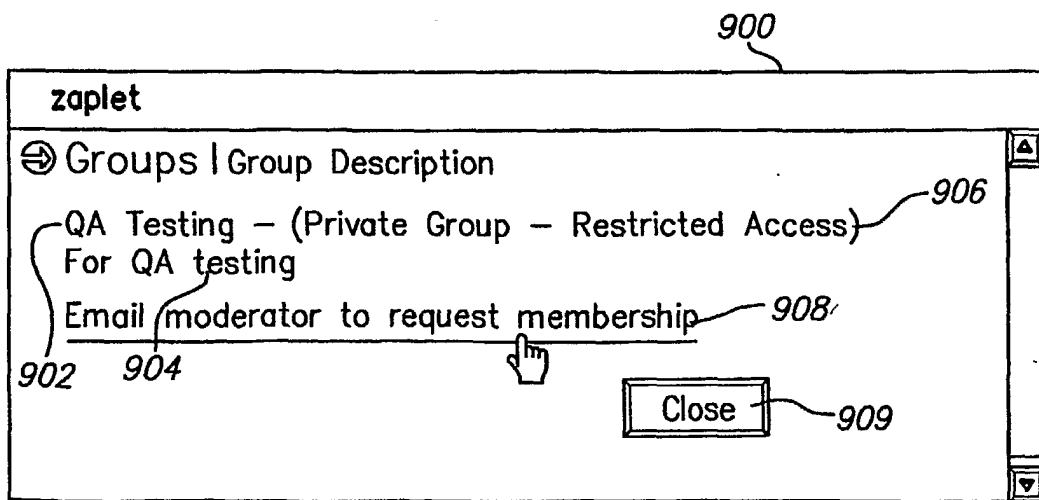 900
zaplet
Groups | Group Description
906
QA Testing – (Private Group – Restricted Access)
For QA testing
Email moderator to request membership
908
902
904
Close
909